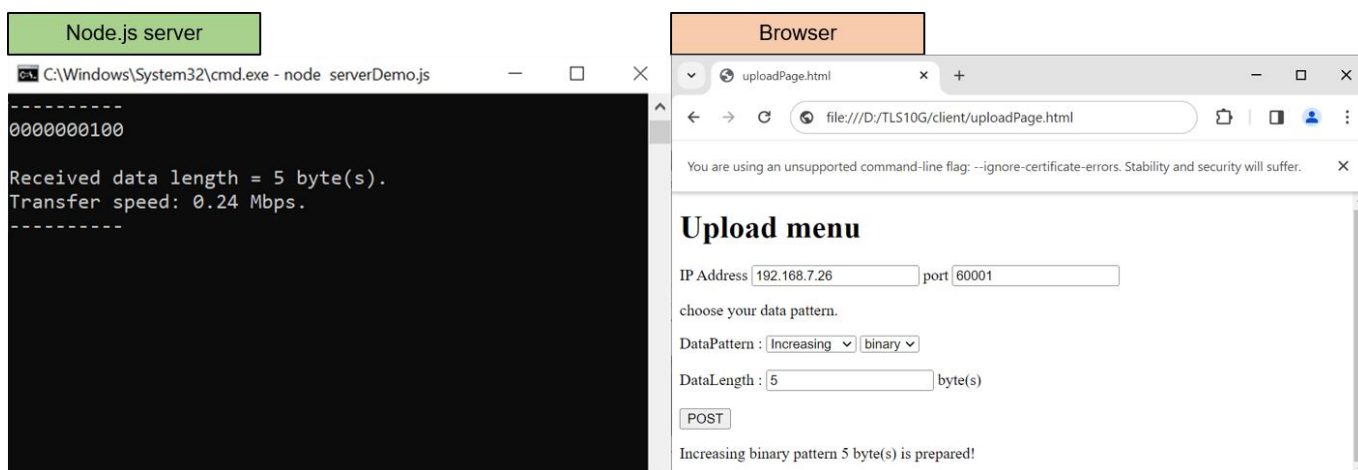 Node.js server
C:\Windows\System32\cmd.exe - node serverDemo.js
----------
0000000100
Received data length = 5 byte(s).
Transfer speed: 0.24 Mbps.
----------
Browser
uploadPage.html
file:///D:/TLS10G/client/uploadPage.html
You are using an unsupported command-line flag: --ignore-certificate-errors. Stability and security will suffer.
Upload menu
IP Address 192.168.7.26 port 60001
choose your data pattern.
DataPattern : Increasing binary
DataLength : 5 byte(s)
POST
Increasing binary pattern 5 byte(s) is prepared!